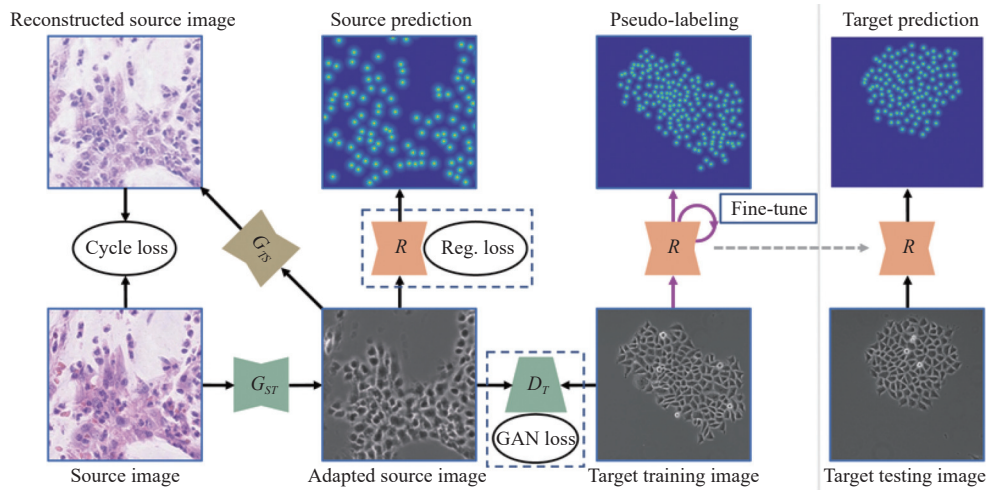 Reconstructed source image
Source prediction
Pseudo-labeling
Target prediction
Cycle loss
G_TS
R
Reg. loss
R
Fine-tune
R
G_ST
D_T
GAN loss
Source image
Adapted source image
Target training image
Target testing image